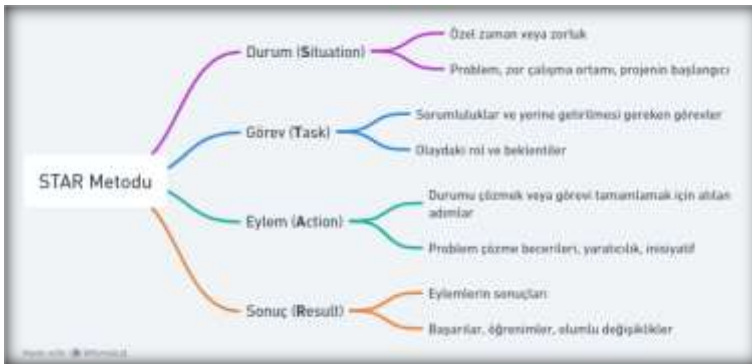 STAR Metodu
Durum (Situation)
Özel zaman veya zorluk
Problem, zor çalışma ortamı, projenin başlangıcı
Görev (Task)
Sorumluluklar ve yerine getirilmesi gereken görevler
Olaydaki rol ve beklentiler
Eylem (Action)
Durumu çözmek veya görevi tamamlamak için atılan
adımlar
Problem çözme becerileri, yaratıcılık, inisiyatif
Sonuç (Result)
Eylemlerin sonuçları
Başarılar, öğrenimler, olumlu değişiklikler